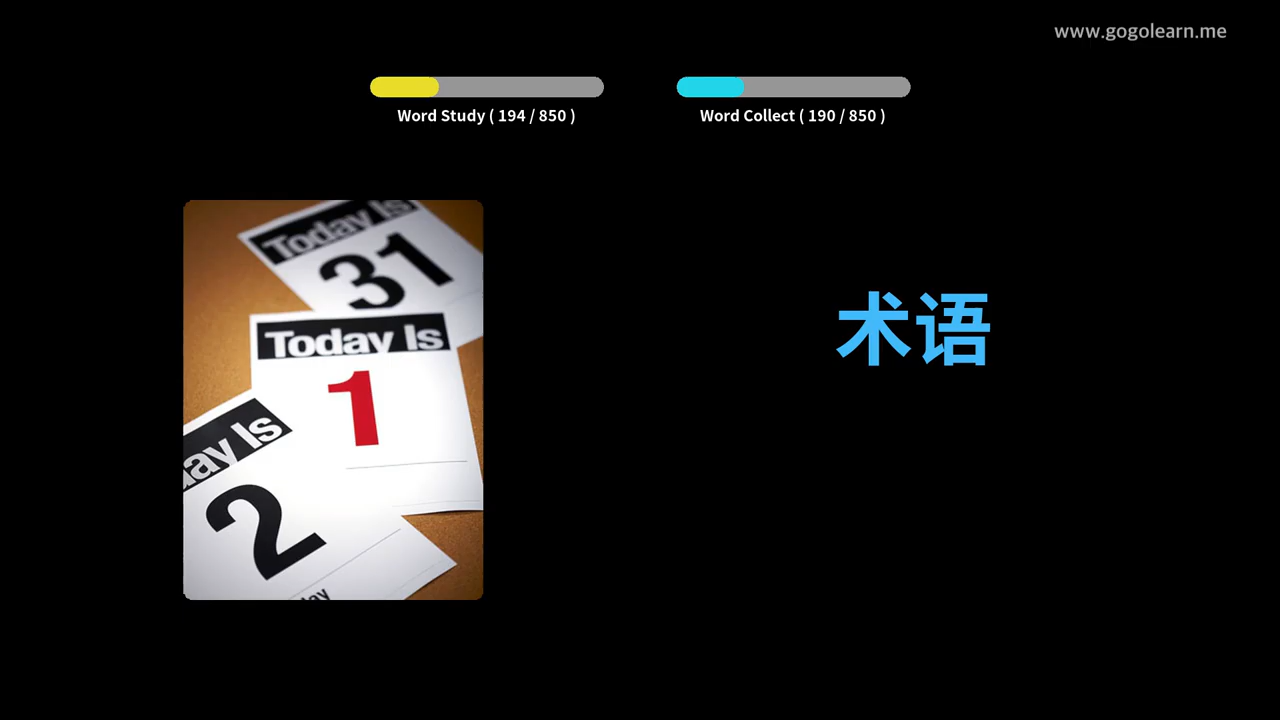 www.gogolearn.me
Word Study ( 194 / 850 )
Word Collect ( 190 / 850 )
Today Is
31
Today Is
1
ay Is
2
术语